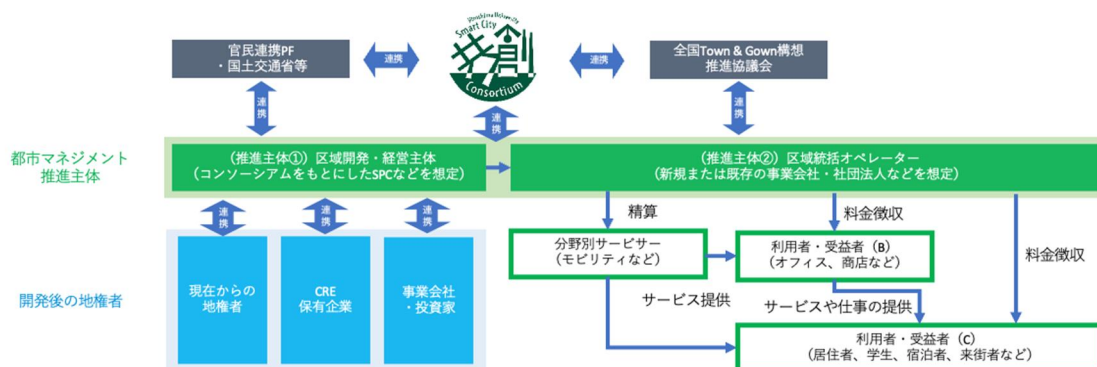 Hiroshima University
Smart City
共創
Consortium
官民連携PF
・国土交通省等
連携
連携
全国Town & Gown構想
推進協議会
連携
連携
連携
都市マネジメント
推進主体
(推進主体①) 区域開発・経営主体
(コンソーシアムをもとにしたSPCなどを想定)
(推進主体②) 区域統括オペレーター
(新規または既存の事業会社・社団法人などを想定)
連携
連携
連携
精算
料金徴収
料金徴収
開発後の地権者
現在からの
地権者
CRE
保有企業
事業会社
・投資家
分野別サービサー
(モビリティなど)
利用者・受益者 (B)
(オフィス、商店など)
サービス提供
サービスや仕事の提供
利用者・受益者 (C)
(居住者、学生、宿泊者、来街者など)